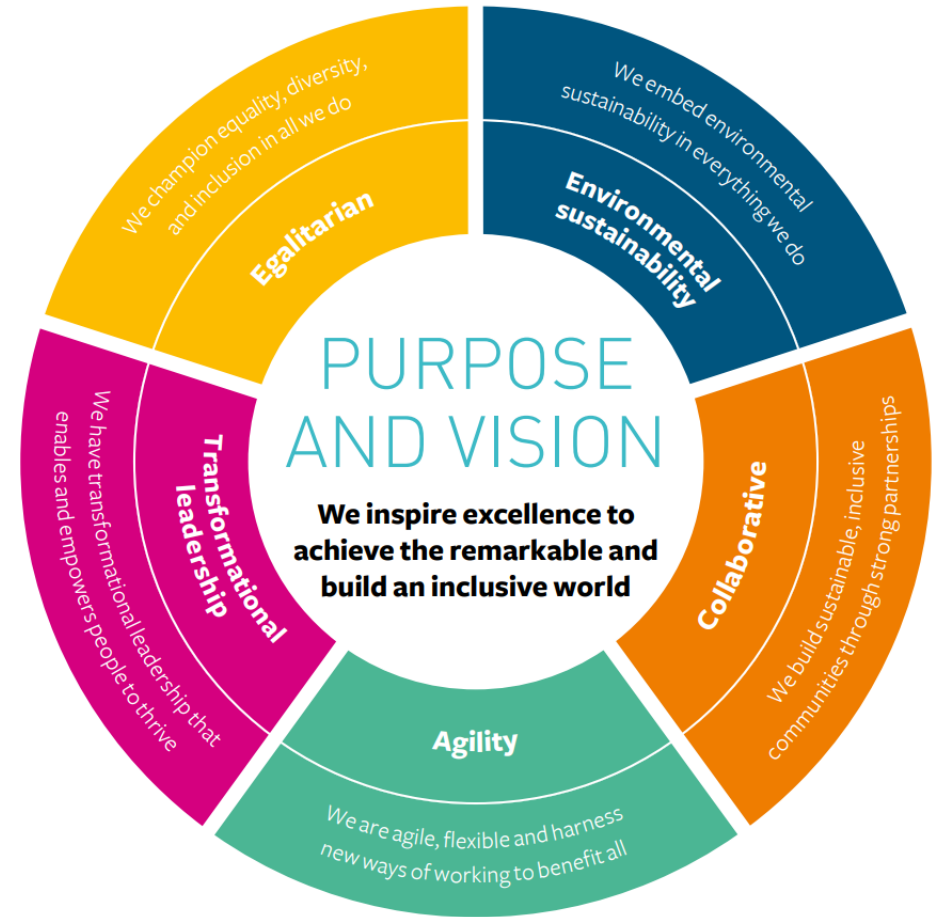 PURPOSE
AND VISION
We inspire excellence to
achieve the remarkable and
build an inclusive world
We embed environmental
sustainability in everything we do
Environmental
sustainability
We build sustainable, inclusive
communities through strong partnerships
Collaborative
Agility
We are agile, flexible and harness
new ways of working to benefit all
Transformational
leadership
We have transformational leadership that
enables and empowers people to thrive
We champion equality, diversity,
and inclusion in all we do
Egalitarian